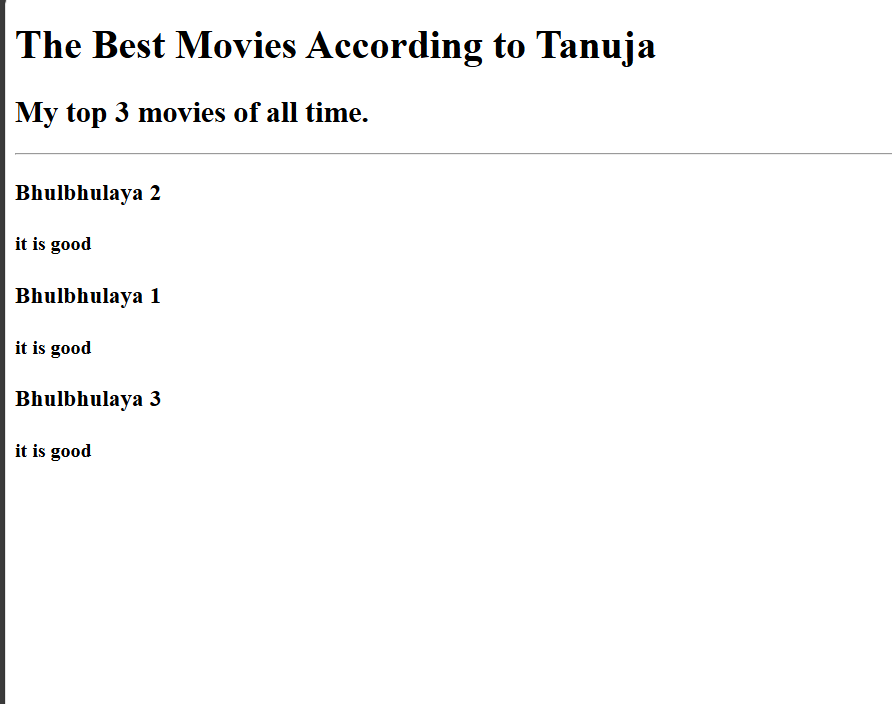 The Best Movies According to Tanuja
My top 3 movies of all time.
Bhulbhulaya 2
it is good
Bhulbhulaya 1
it is good
Bhulbhulaya 3
it is good